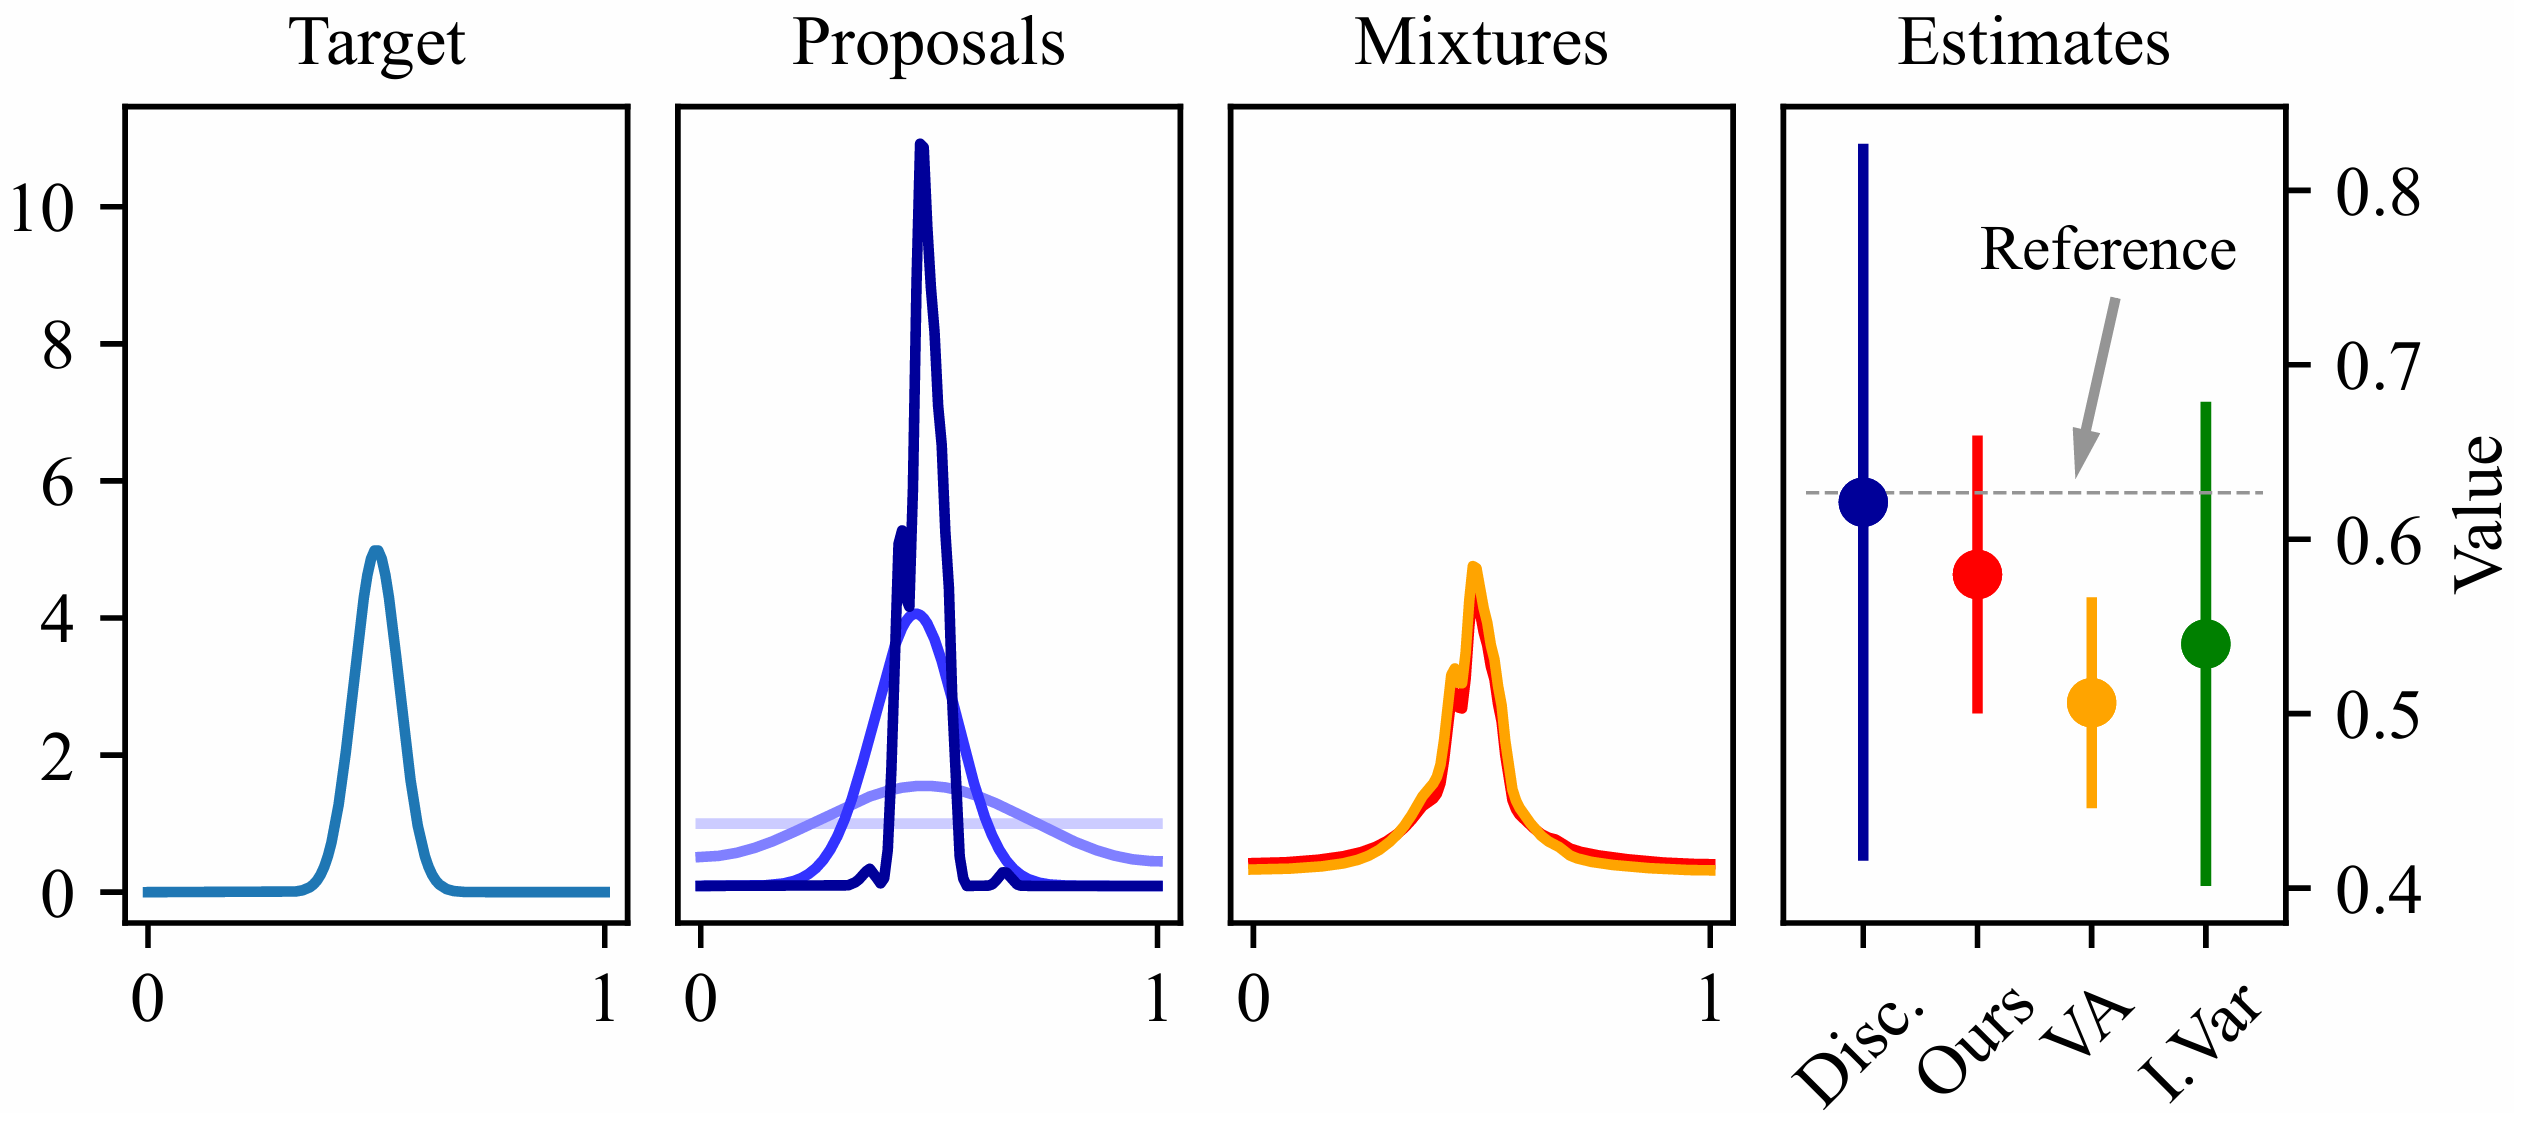 Target
Proposals
Mixtures
Estimates
10
8
6
4
2
0
0 1
0 1
0 1
Reference
0.8
0.7
0.6
0.5
0.4
Value
Disc.
Ours
VA
I. Var